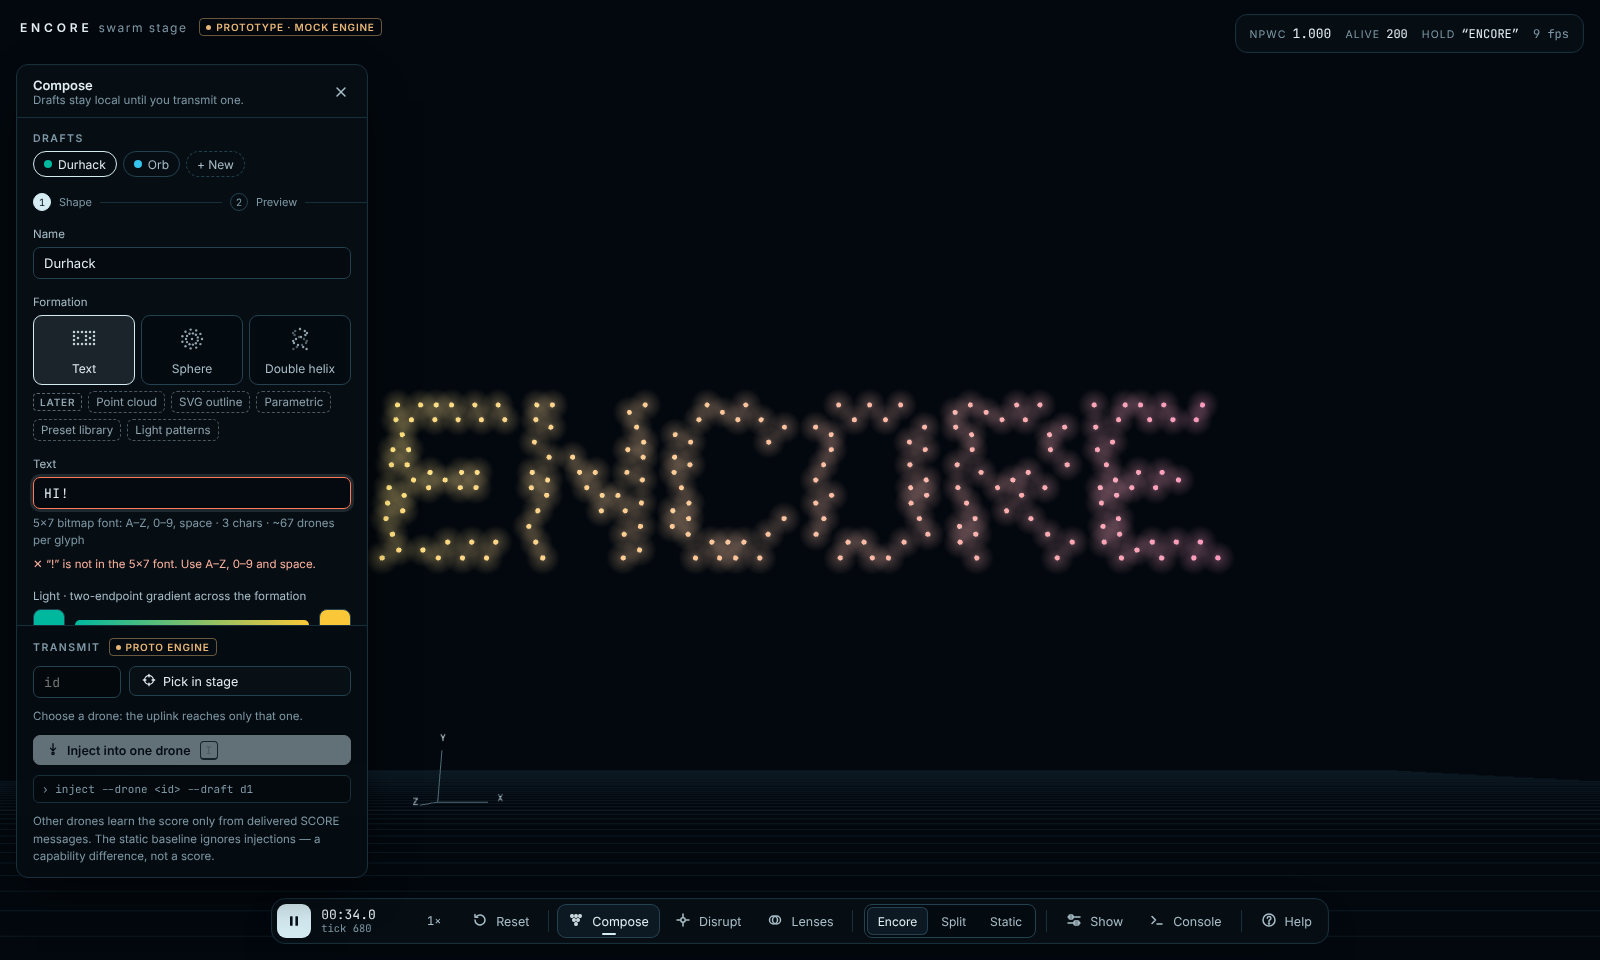 ENCORE swarm stage PROTOTYPE · MOCK ENGINE
NPWC 1.000 ALIVE 200 HOLD “ENCORE” 9 fps
Compose
Drafts stay local until you transmit one.
DRAFTS
Durhack Orb + New
1 Shape 2 Preview
Name
Durhack
Formation
Text Sphere Double helix
LATER Point cloud SVG outline Parametric
Preset library Light patterns
Text
HI!
5×7 bitmap font: A–Z, 0–9, space · 3 chars · ~67 drones
per glyph
✕ “!” is not in the 5×7 font. Use A–Z, 0–9 and space.
Light · two-endpoint gradient across the formation
TRANSMIT PROTO ENGINE
id Pick in stage
Choose a drone: the uplink reaches only that one.
Inject into one drone I
› inject --drone <id> --draft d1
Other drones learn the score only from delivered SCORE
messages. The static baseline ignores injections — a
capability difference, not a score.
ENCORE
Y
Z X
00:34.0
tick 680
1× Reset Compose Disrupt Lenses Encore Split Static Show Console Help